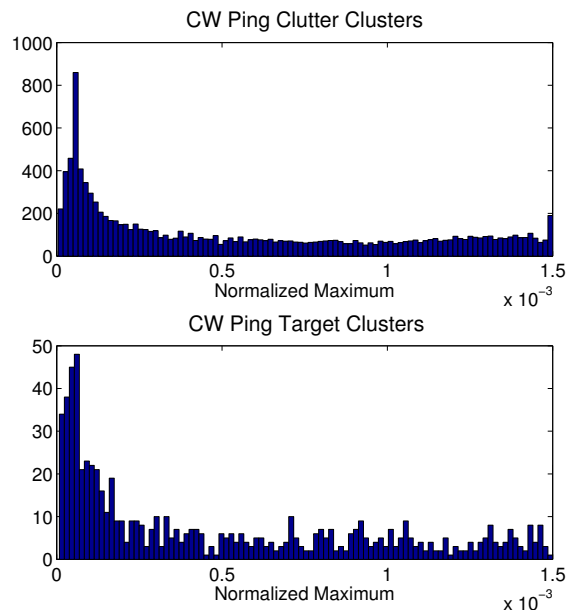 CW Ping Clutter Clusters
1000
800
600
400
200
0
0 0.5 1 1.5
Normalized Maximum
x 10⁻³
CW Ping Target Clusters
50
40
30
20
10
0
0 0.5 1 1.5
Normalized Maximum
x 10⁻³